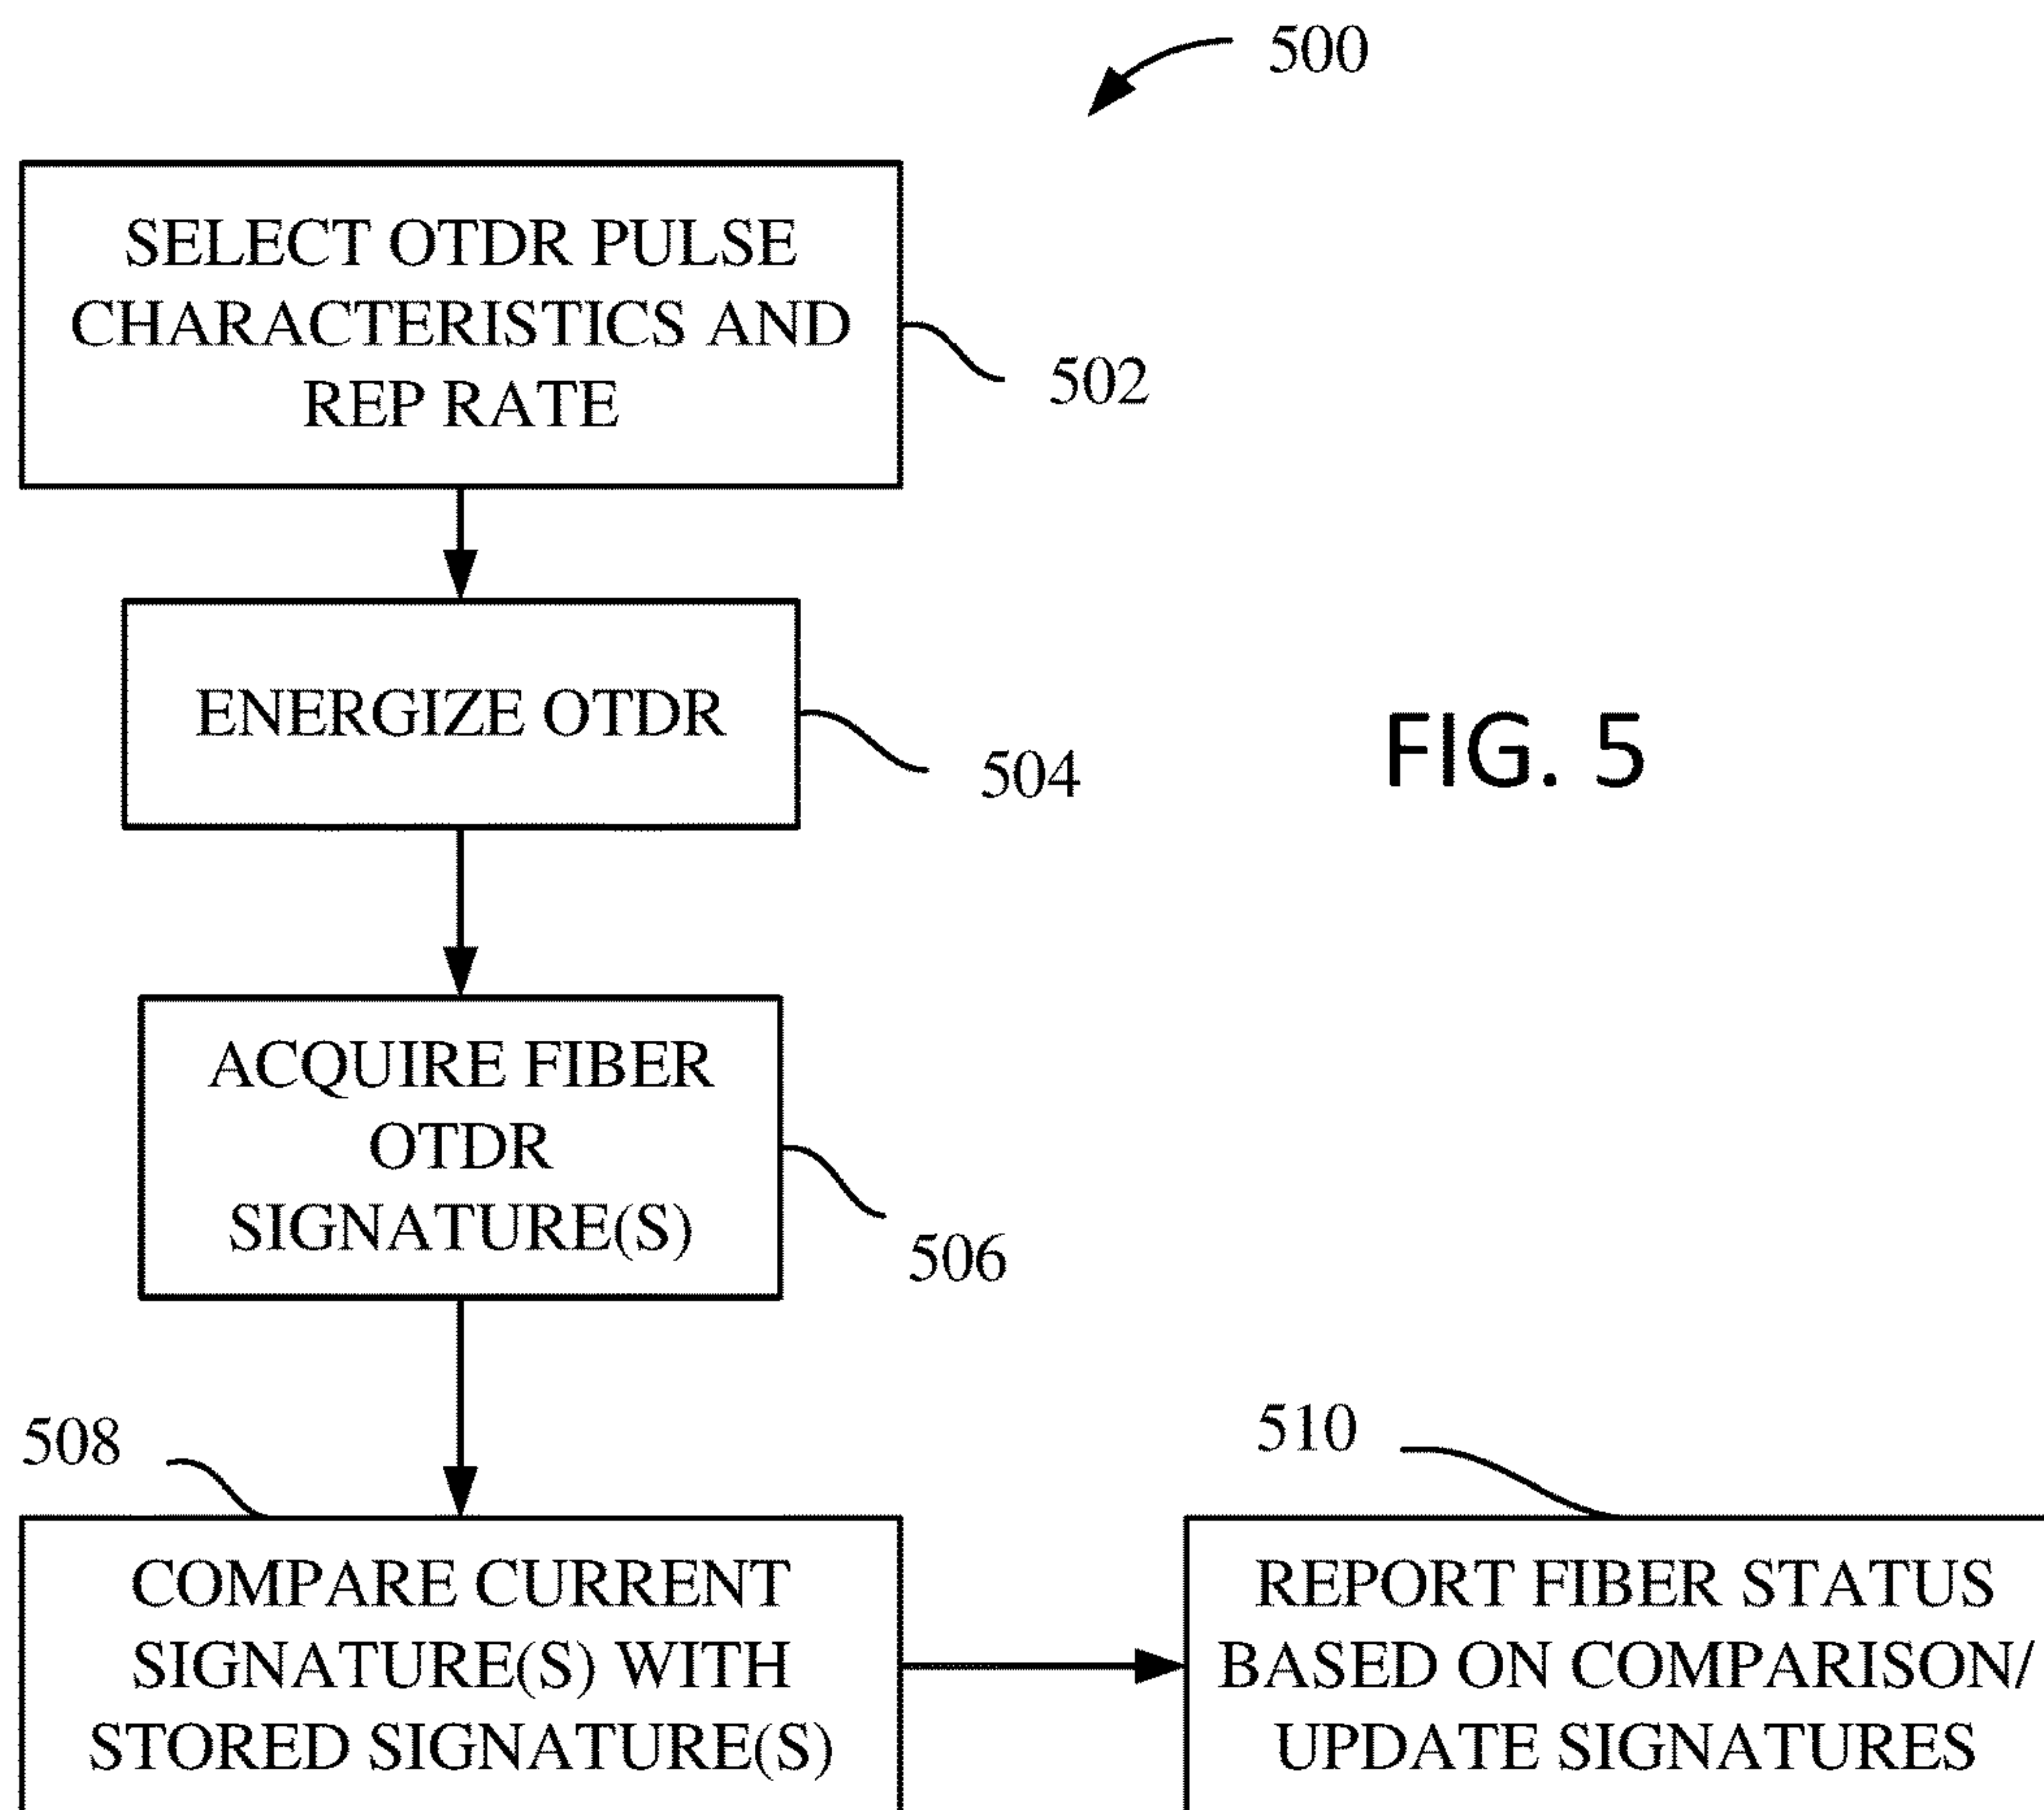 500
SELECT OTDR PULSE
CHARACTERISTICS AND
REP RATE
502
ENERGIZE OTDR
504
FIG. 5
ACQUIRE FIBER
OTDR
SIGNATURE(S)
506
508
COMPARE CURRENT
SIGNATURE(S) WITH
STORED SIGNATURE(S)
510
REPORT FIBER STATUS
BASED ON COMPARISON/
UPDATE SIGNATURES